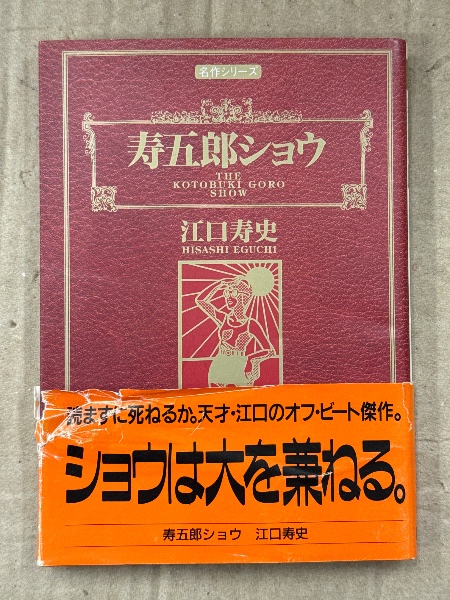 名作シリーズ
寿五郎ショウ
THE
KOTOBUKI GORO
SHOW
江口寿史
HISASHI EGUCHI
読まずに死ねるか。天才・江口のオフ・ビート傑作。
ショウは大を兼ねる。
寿五郎ショウ 江口寿史